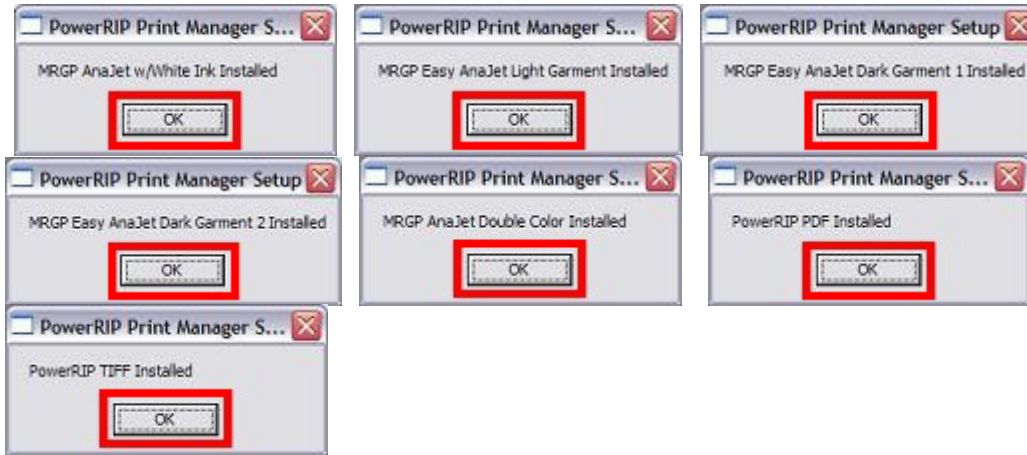 PowerRIP Print Manager S...
MRGP AnaJet w/White Ink Installed
OK
PowerRIP Print Manager S...
MRGP Easy AnaJet Light Garment Installed
OK
PowerRIP Print Manager Setup
MRGP Easy AnaJet Dark Garment 1 Installed
OK
PowerRIP Print Manager Setup
MRGP Easy AnaJet Dark Garment 2 Installed
OK
PowerRIP Print Manager S...
MRGP AnaJet Double Color Installed
OK
PowerRIP Print Manager S...
PowerRIP PDF Installed
OK
PowerRIP Print Manager S...
PowerRIP TIFF Installed
OK